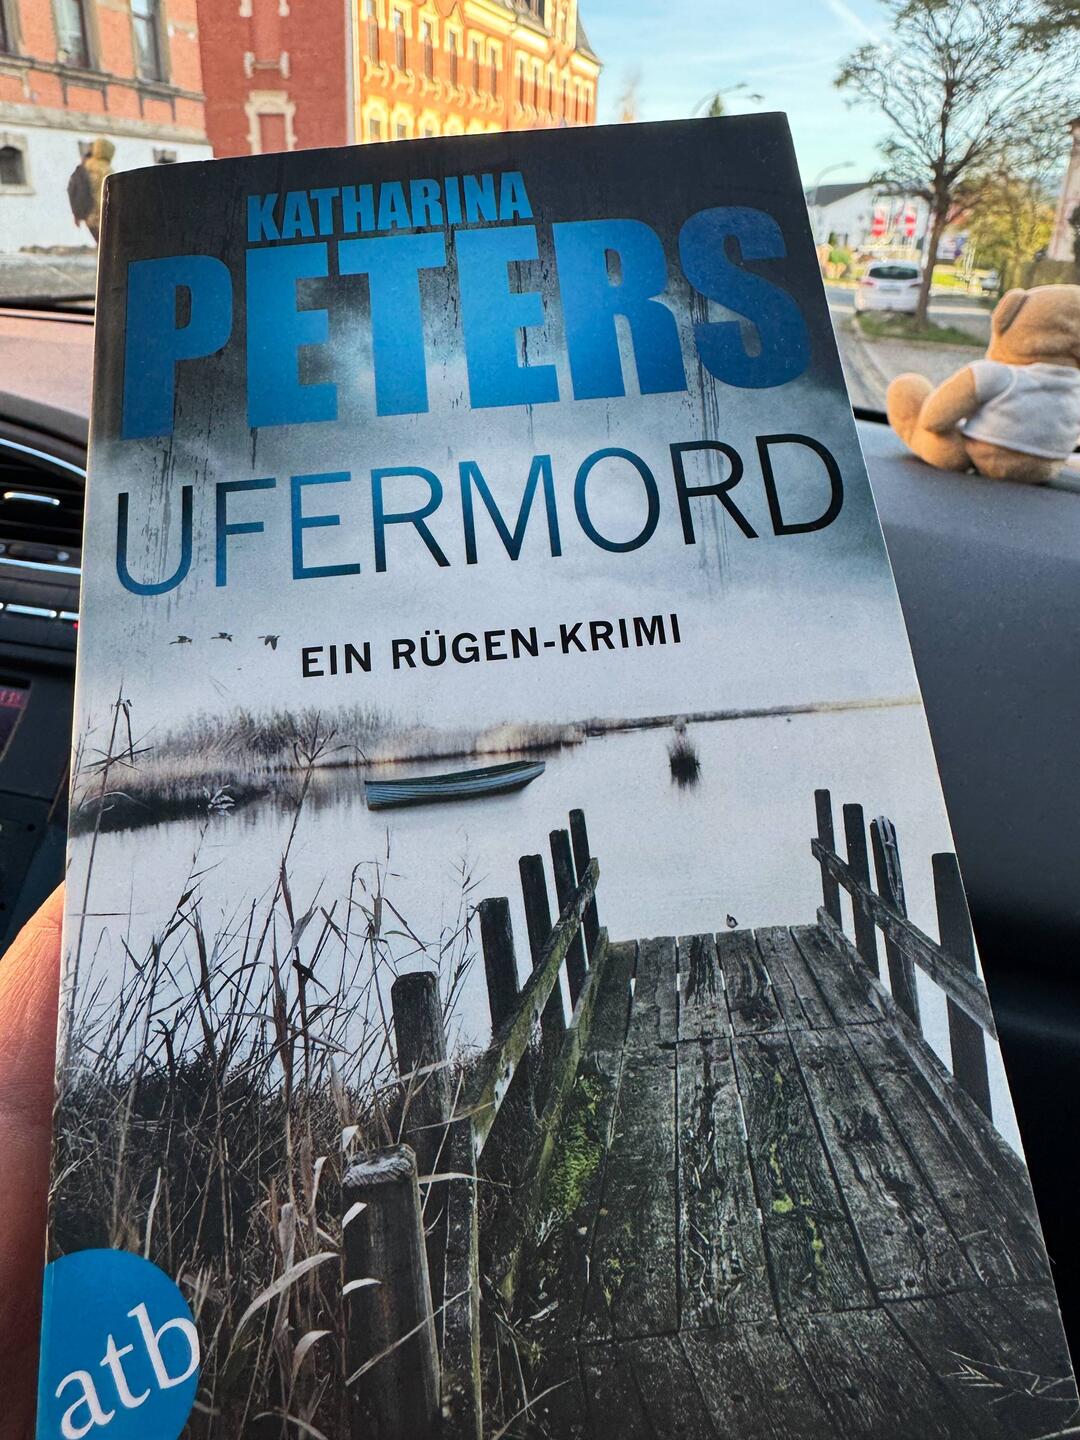 KATHARINA
PETERS
UFERMORD
EIN RÜGEN-KRIMI
atb